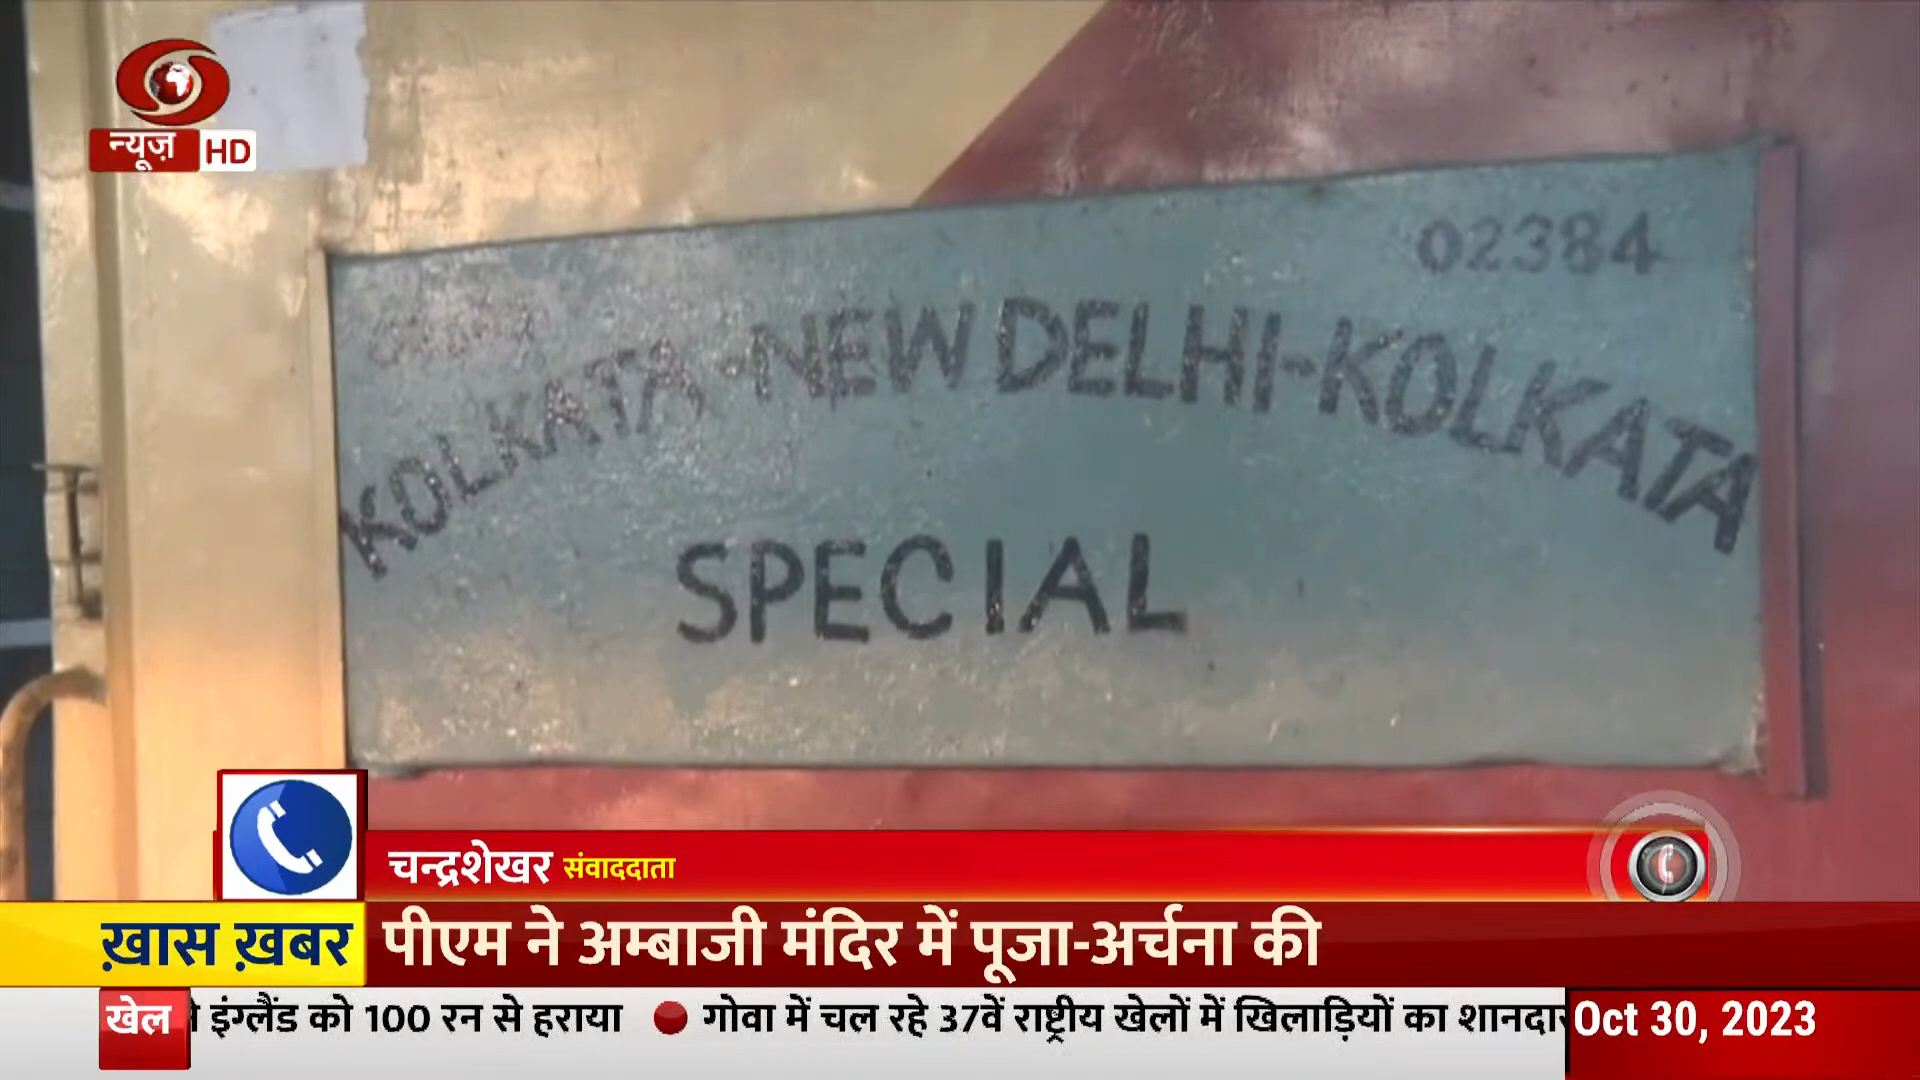 न्यूज़ HD
02384
KOLKATA-NEW DELHI-KOLKATA
SPECIAL
चन्द्रशेखर संवाददाता
ख़ास ख़बर पीएम ने अम्बाजी मंदिर में पूजा-अर्चना की
खेल इंग्लैंड को 100 रन से हराया ● गोवा में चल रहे 37वें राष्ट्रीय खेलों में खिलाड़ियों का शानदार Oct 30, 2023